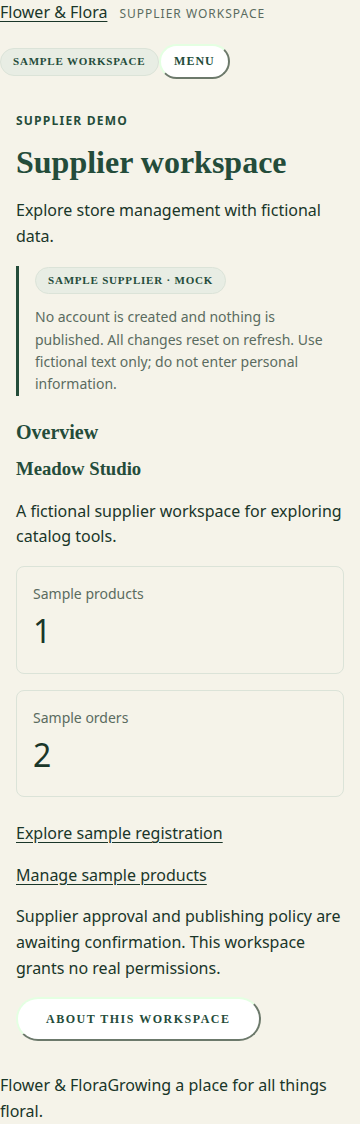 Flower & Flora SUPPLIER WORKSPACE
SAMPLE WORKSPACE MENU
SUPPLIER DEMO
Supplier workspace
Explore store management with fictional
data.
SAMPLE SUPPLIER · MOCK
No account is created and nothing is
published. All changes reset on refresh. Use
fictional text only; do not enter personal
information.
Overview
Meadow Studio
A fictional supplier workspace for exploring
catalog tools.
Sample products
1
Sample orders
2
Explore sample registration
Manage sample products
Supplier approval and publishing policy are
awaiting confirmation. This workspace
grants no real permissions.
ABOUT THIS WORKSPACE
Flower & FloraGrowing a place for all things
floral.